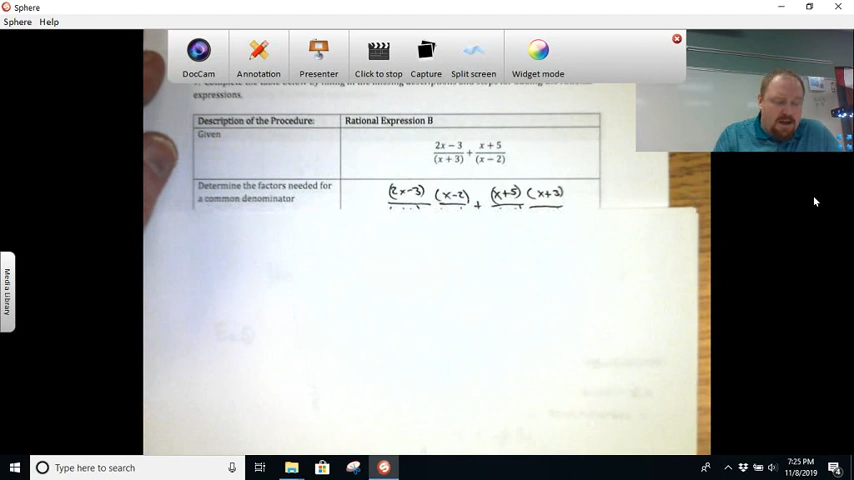 Sphere
Sphere Help
DocCam Annotation Presenter Click to stop Capture Split screen Widget mode
expressions.
Description of the Procedure: Rational Expression B
Given
2x − 3 x + 5
(x + 3) + (x − 2)
Determine the factors needed for
a common denominator
(2x-3) (x-2) + (x+5) (x+3)
Media Library
Type here to search
7:25 PM
11/8/2019
4